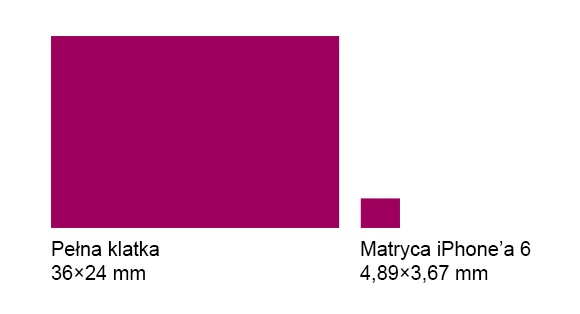 Pełna klatka
36×24 mm
Matryca iPhone’a 6
4,89×3,67 mm